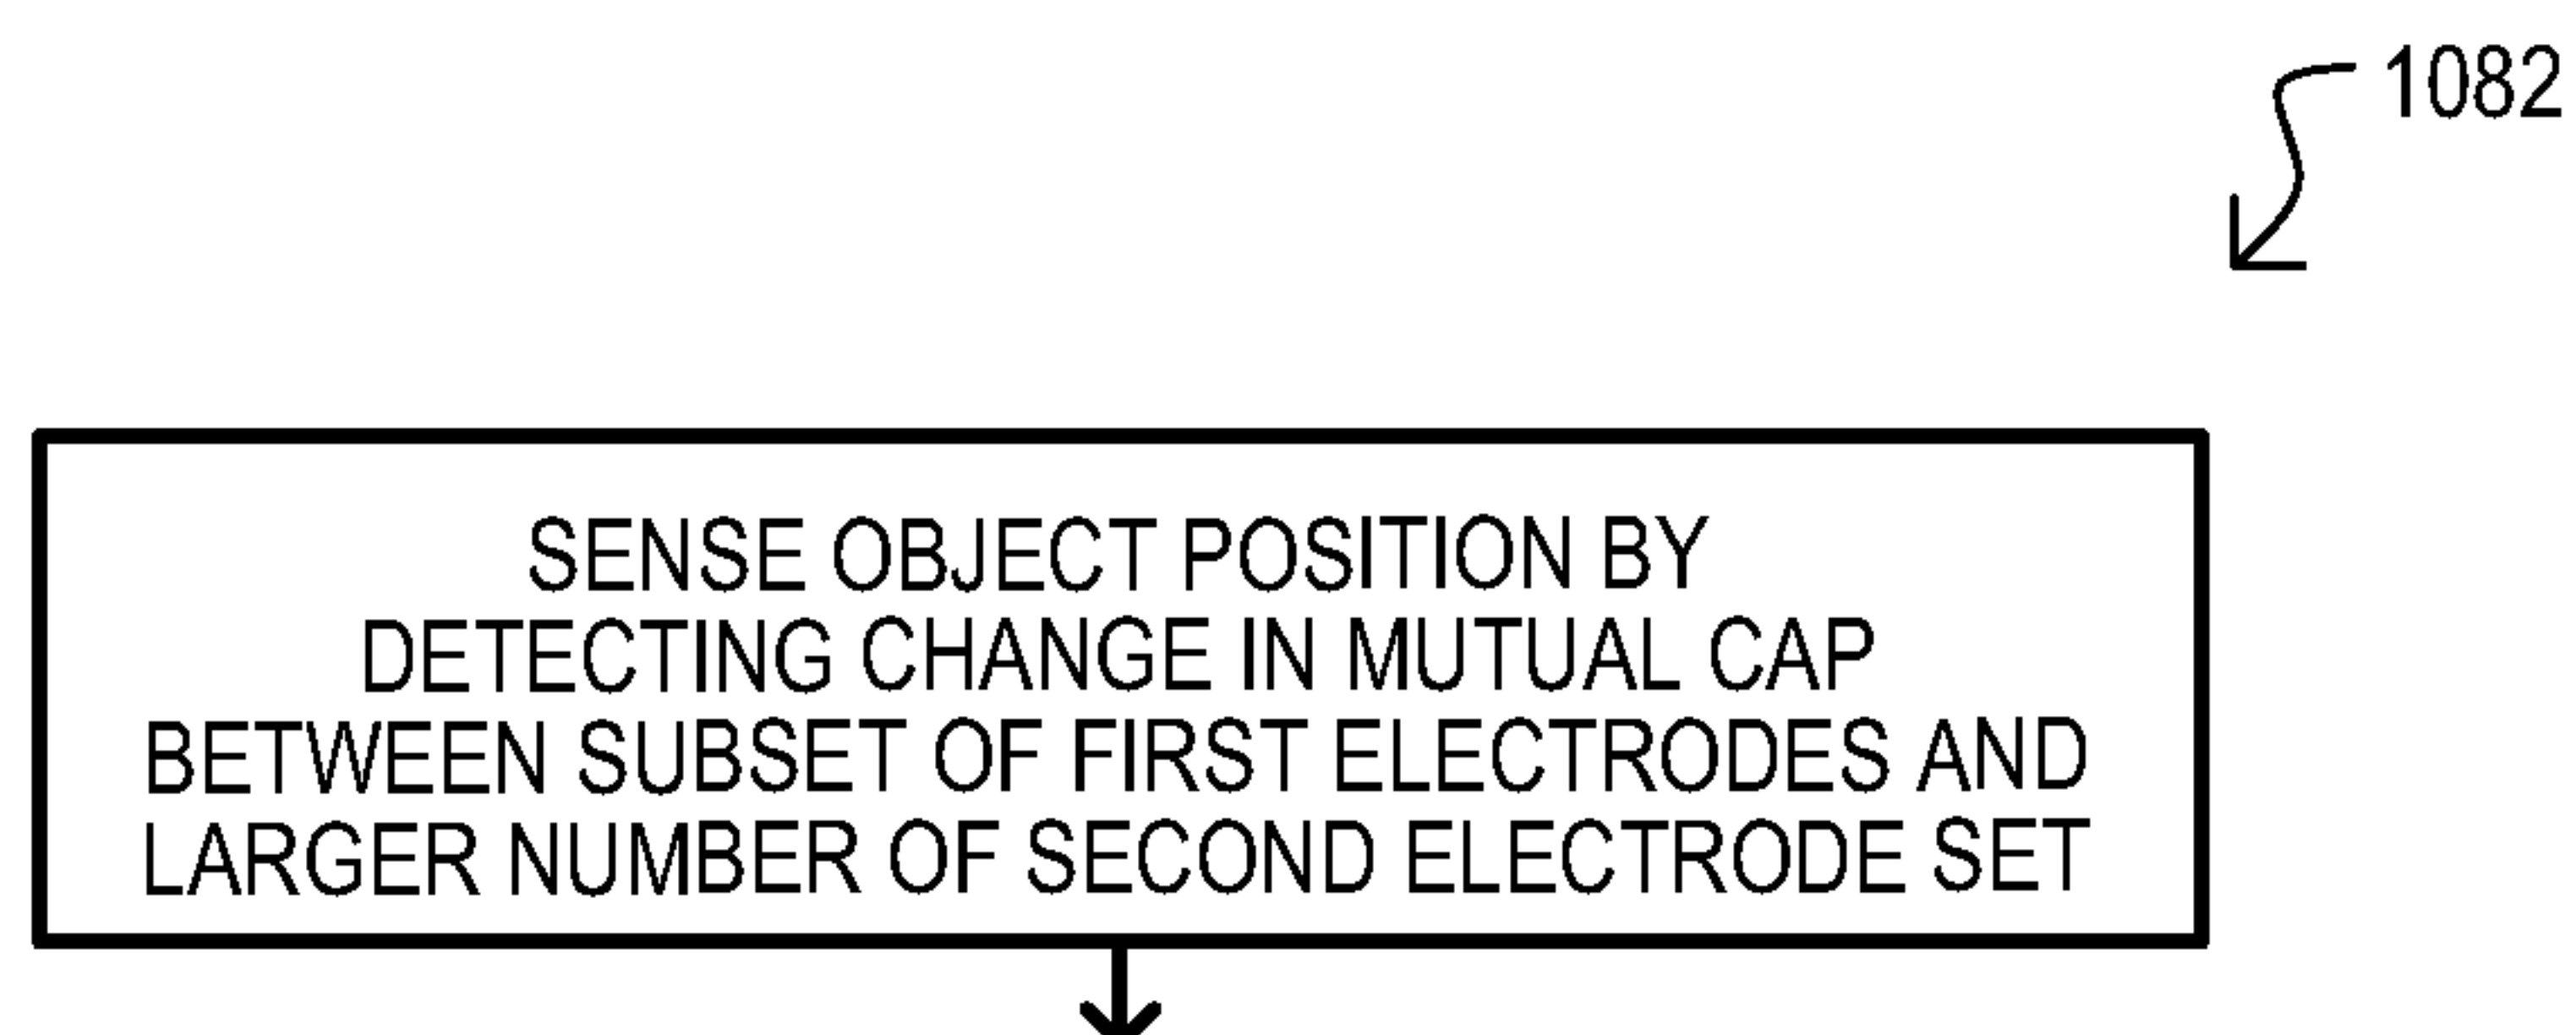 1082
SENSE OBJECT POSITION BY
DETECTING CHANGE IN MUTUAL CAP
BETWEEN SUBSET OF FIRST ELECTRODES AND
LARGER NUMBER OF SECOND ELECTRODE SET